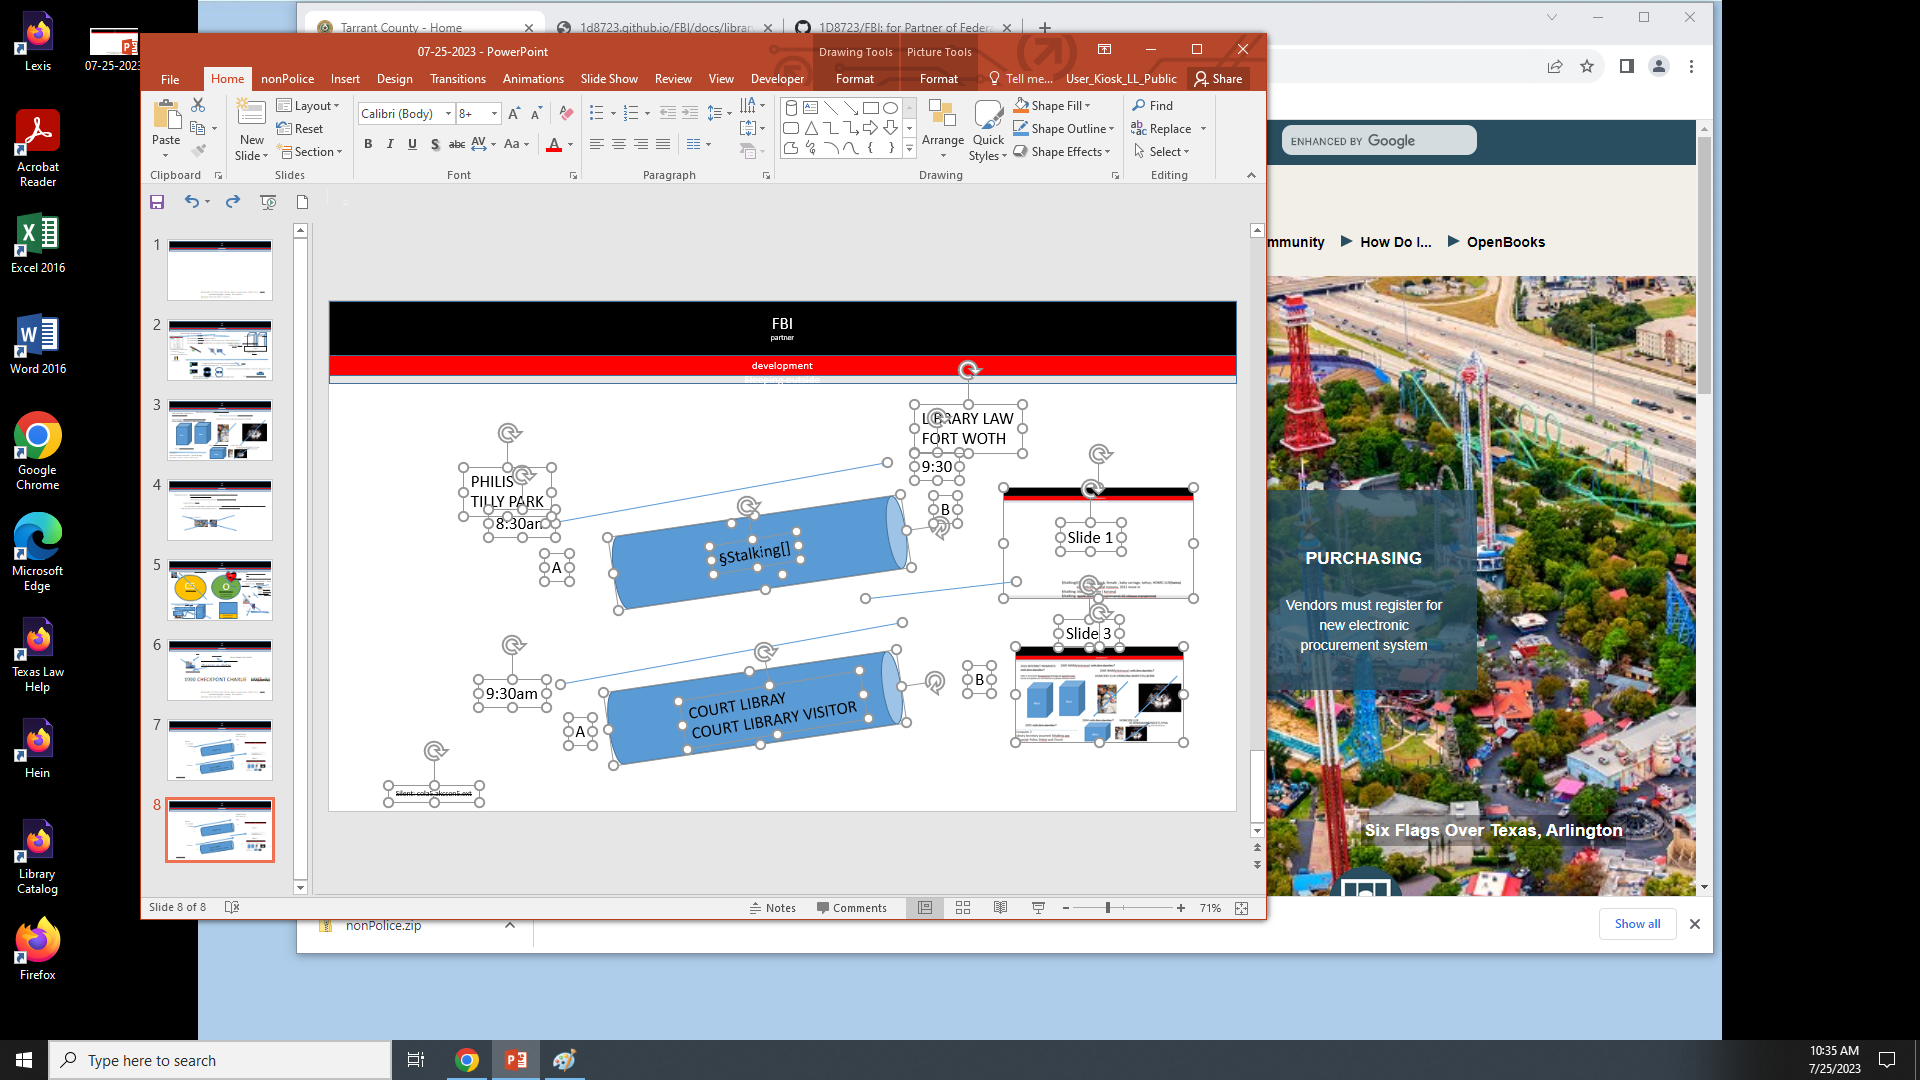 Lexis
Acrobat
Reader
Excel 2016
Word 2016
Google
Chrome
Microsoft
Edge
Texas Law
Help
Hein
Library
Catalog
Firefox
07-25-2023
Tarrant County - Home
1d8723.github.io/FBI/docs/library
1D8723/FBI: for Partner of Federa
07-25-2023 - PowerPoint
Drawing Tools
Picture Tools
File
Home
nonPolice
Insert
Design
Transitions
Animations
Slide Show
Review
View
Developer
Format
Format
Tell me...
User_Kiosk_LL_Public
Share
Paste
New
Slide
Layout
Reset
Section
Calibri (Body)
8+
B I U S abc AV Aa A
Arrange
Quick
Styles
Shape Fill
Shape Outline
Shape Effects
Find
Replace
Select
Clipboard
Slides
Font
Paragraph
Drawing
Editing
1
2
3
4
5
6
7
8
FBI
partner
development
sleeping outside
LIBRARY LAW
FORT WOTH
9:30
B
PHILIS
TILLY PARK
8:30am
A
§Stalking[]
Slide 1
Slide 3
9:30am
A
COURT LIBRAY
COURT LIBRARY VISITOR
B
Slide 8 of 8
Notes
Comments
71%
ENHANCED BY Google
mmunity
How Do I...
OpenBooks
PURCHASING
Vendors must register for
new electronic
procurement system
Six Flags Over Texas, Arlington
nonPolice.zip
Show all
Type here to search
10:35 AM
7/25/2023